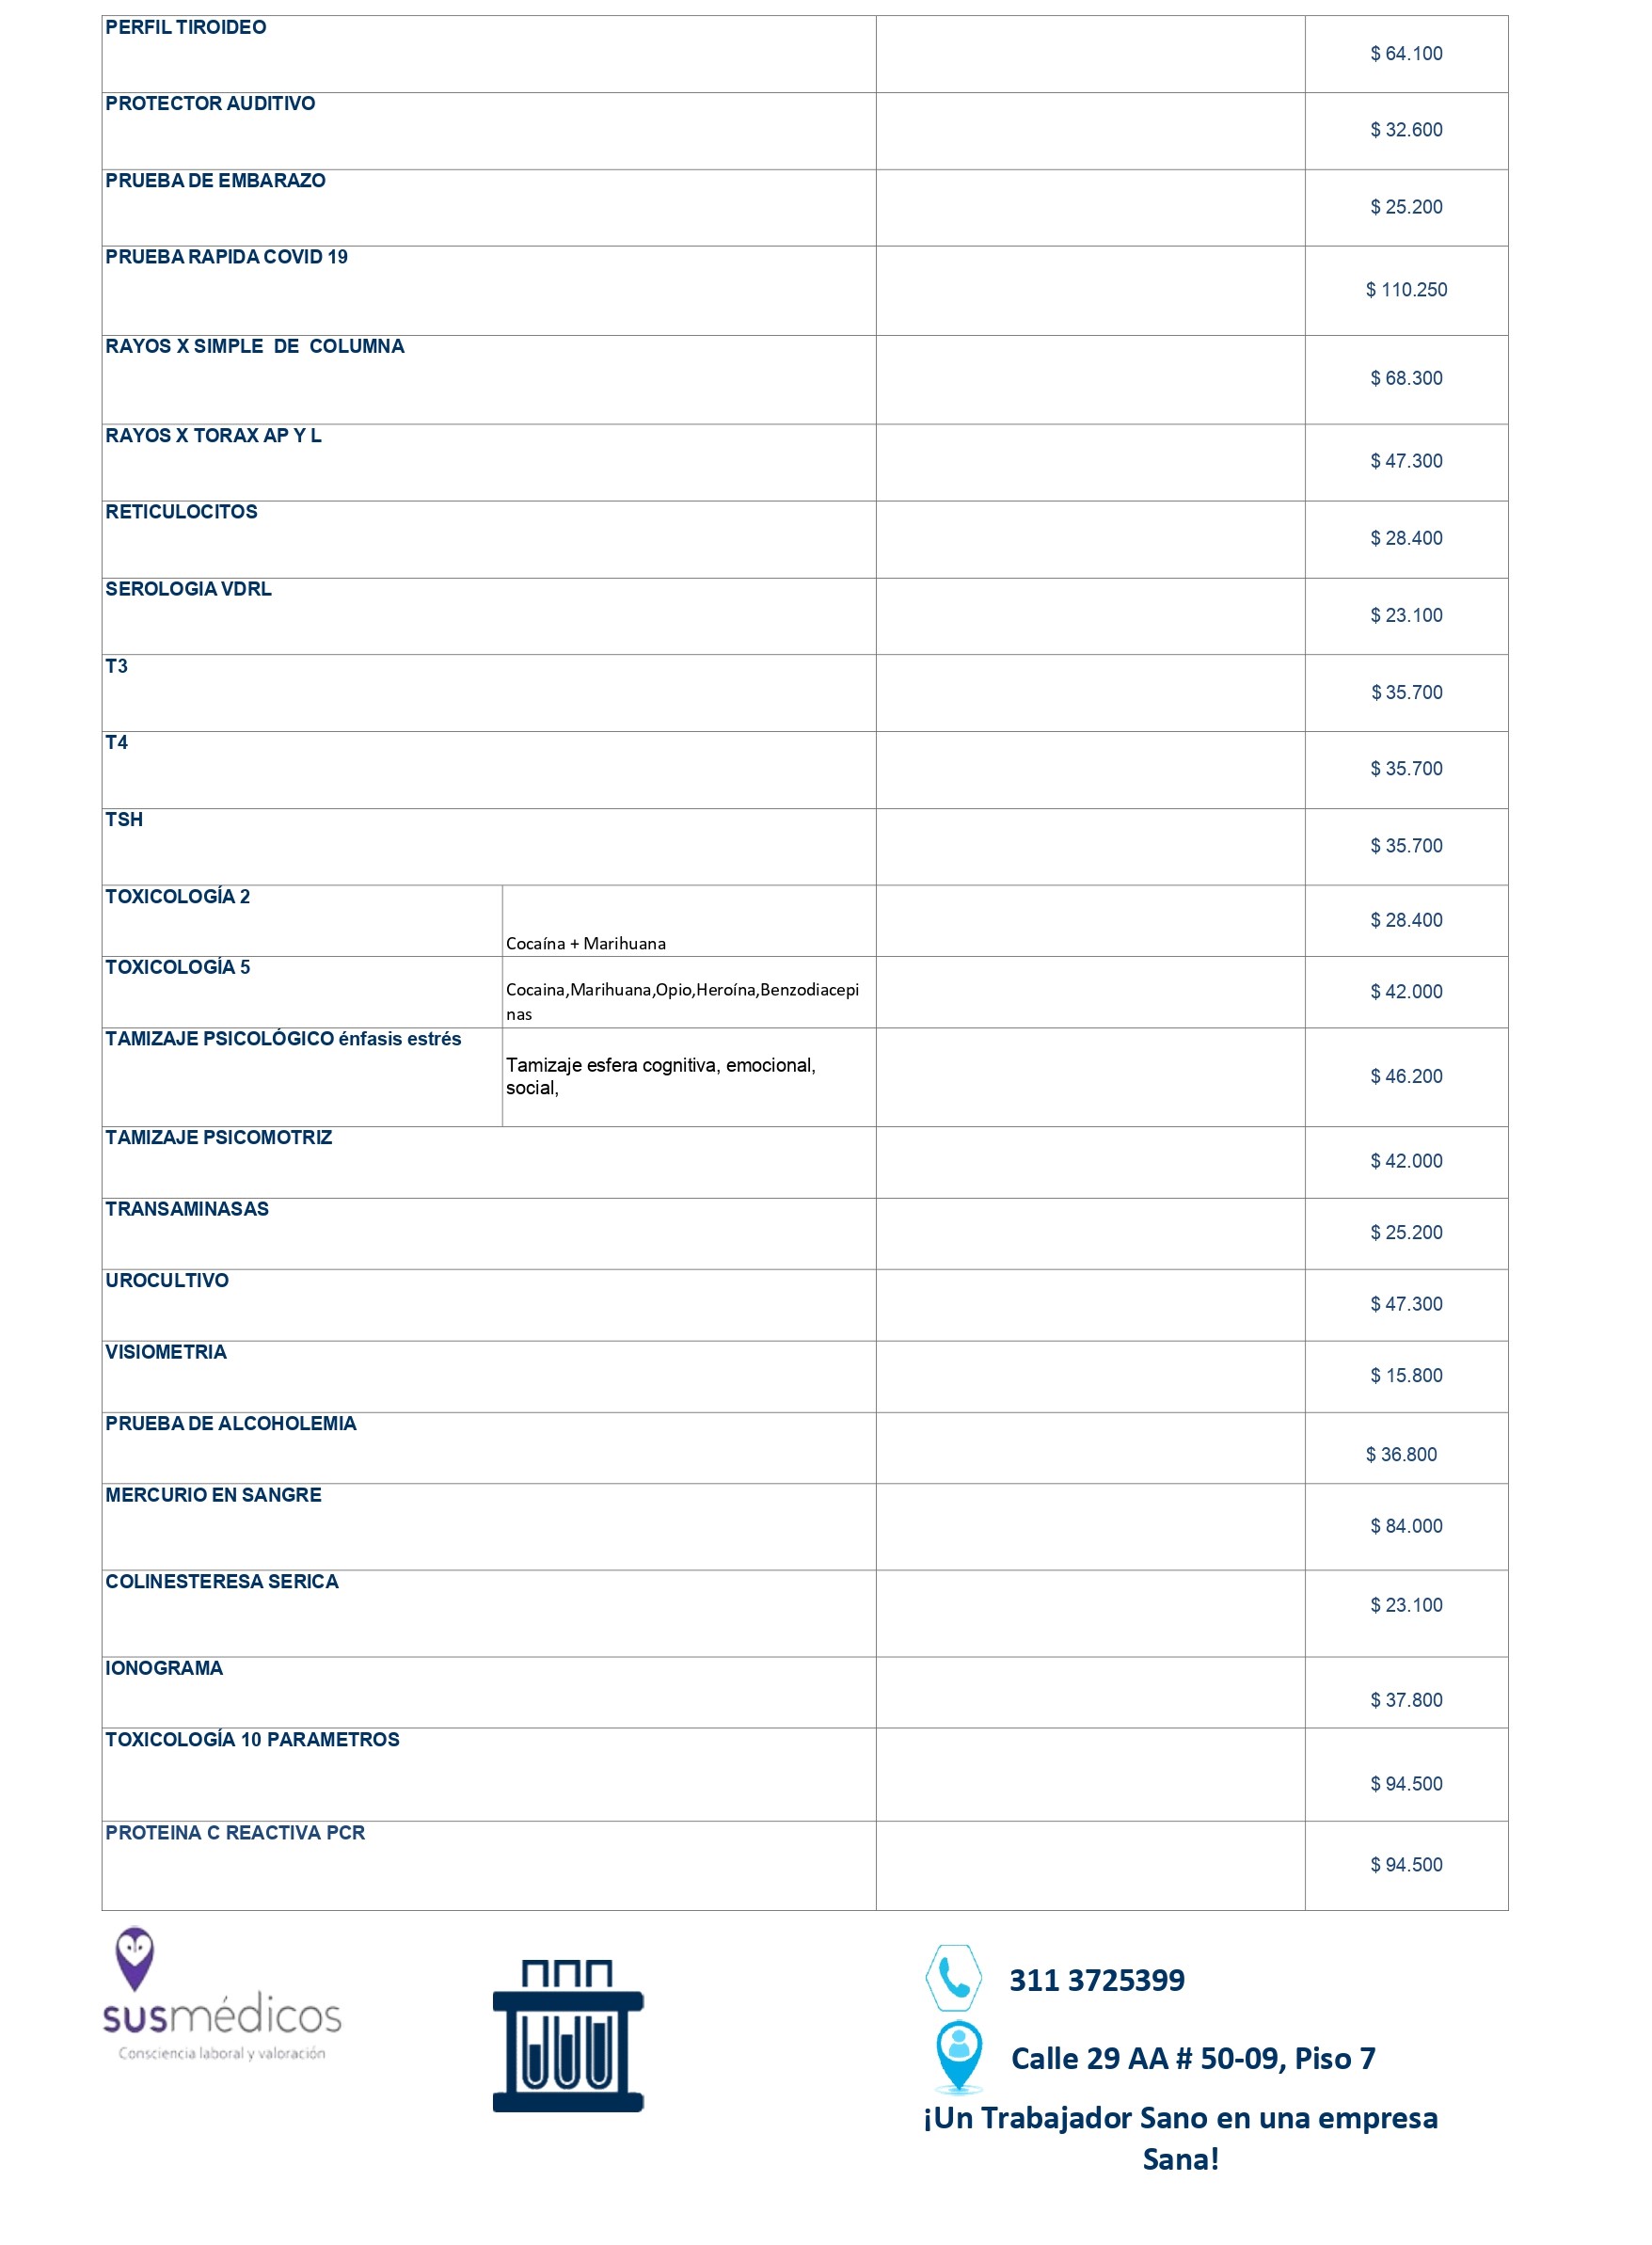 PERFIL TIROIDEO
$ 64.100
PROTECTOR AUDITIVO
$ 32.600
PRUEBA DE EMBARAZO
$ 25.200
PRUEBA RAPIDA COVID 19
$ 110.250
RAYOS X SIMPLE DE COLUMNA
$ 68.300
RAYOS X TORAX AP Y L
$ 47.300
RETICULOCITOS
$ 28.400
SEROLOGIA VDRL
$ 23.100
T3
$ 35.700
T4
$ 35.700
TSH
$ 35.700
TOXICOLOGÍA 2
Cocaína + Marihuana
$ 28.400
TOXICOLOGÍA 5
Cocaina,Marihuana,Opio,Heroína,Benzodiacepi
nas
$ 42.000
TAMIZAJE PSICOLÓGICO énfasis estrés
Tamizaje esfera cognitiva, emocional,
social,
$ 46.200
TAMIZAJE PSICOMOTRIZ
$ 42.000
TRANSAMINASAS
$ 25.200
UROCULTIVO
$ 47.300
VISIOMETRIA
$ 15.800
PRUEBA DE ALCOHOLEMIA
$ 36.800
MERCURIO EN SANGRE
$ 84.000
COLINESTERESA SERICA
$ 23.100
IONOGRAMA
$ 37.800
TOXICOLOGÍA 10 PARAMETROS
$ 94.500
PROTEINA C REACTIVA PCR
$ 94.500
susmédicos
Consciencia laboral y valoración
311 3725399
Calle 29 AA # 50-09, Piso 7
¡Un Trabajador Sano en una empresa
Sana!